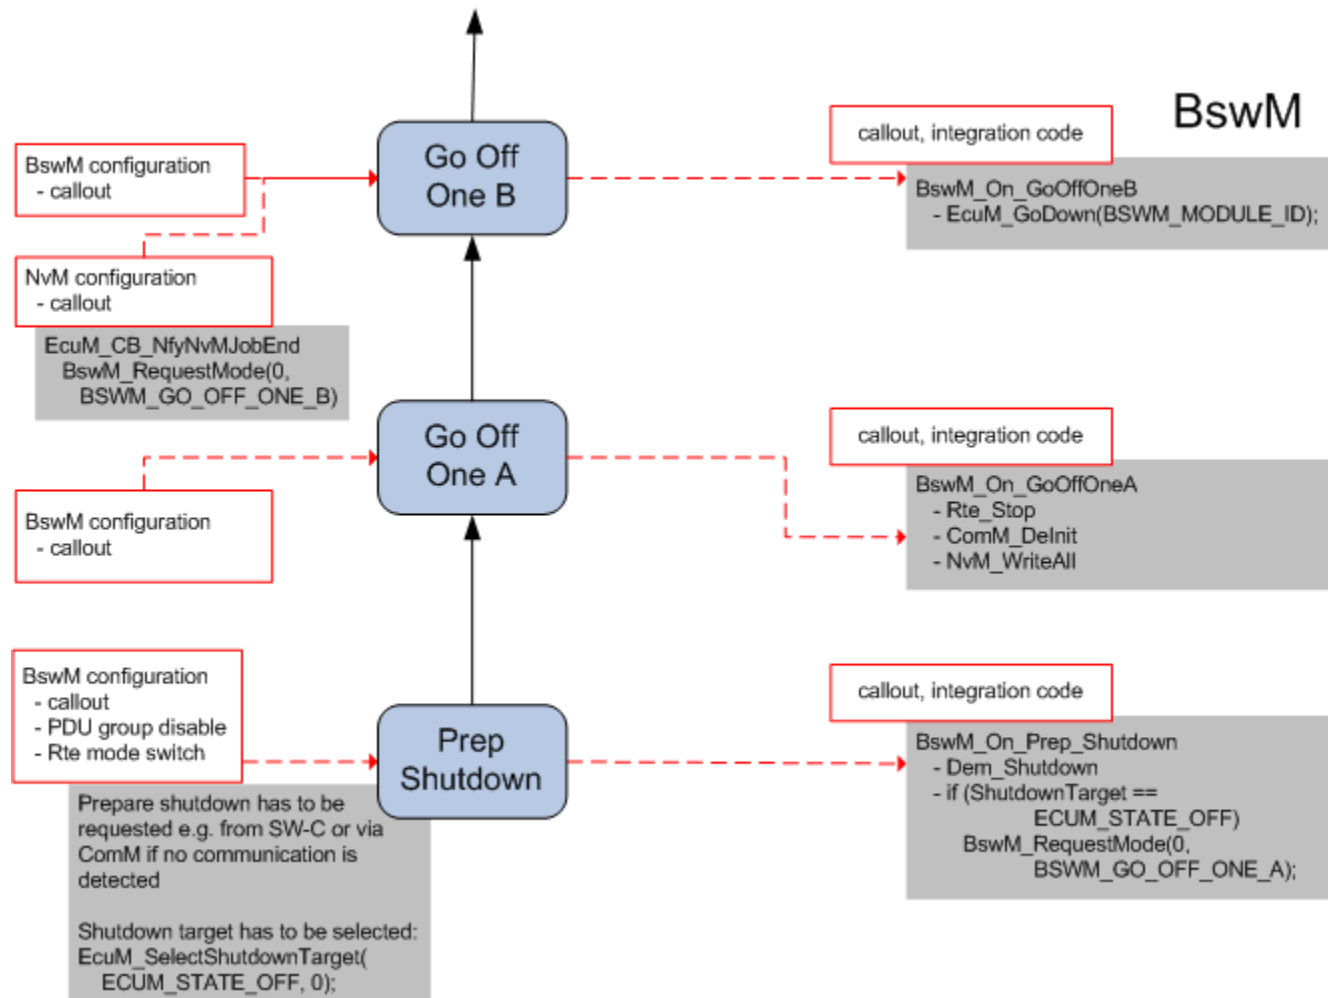 BswM
Go Off
One B
BswM configuration
- callout
NvM configuration
- callout
EcuM_CB_NfyNvMJobEnd
BswM_RequestMode(0,
BSWM_GO_OFF_ONE_B)
callout, integration code
BswM_On_GoOffOneB
- EcuM_GoDown(BSWM_MODULE_ID);
Go Off
One A
BswM configuration
- callout
callout, integration code
BswM_On_GoOffOneA
- Rte_Stop
- ComM_DeInit
- NvM_WriteAll
BswM configuration
- callout
- PDU group disable
- Rte mode switch
Prep
Shutdown
Prepare shutdown has to be
requested e.g. from SW-C or via
ComM if no communication is
detected
Shutdown target has to be selected:
EcuM_SelectShutdownTarget(
ECUM_STATE_OFF, 0);
callout, integration code
BswM_On_Prep_Shutdown
- Dem_Shutdown
- if (ShutdownTarget ==
ECUM_STATE_OFF)
BswM_RequestMode(0,
BSWM_GO_OFF_ONE_A);